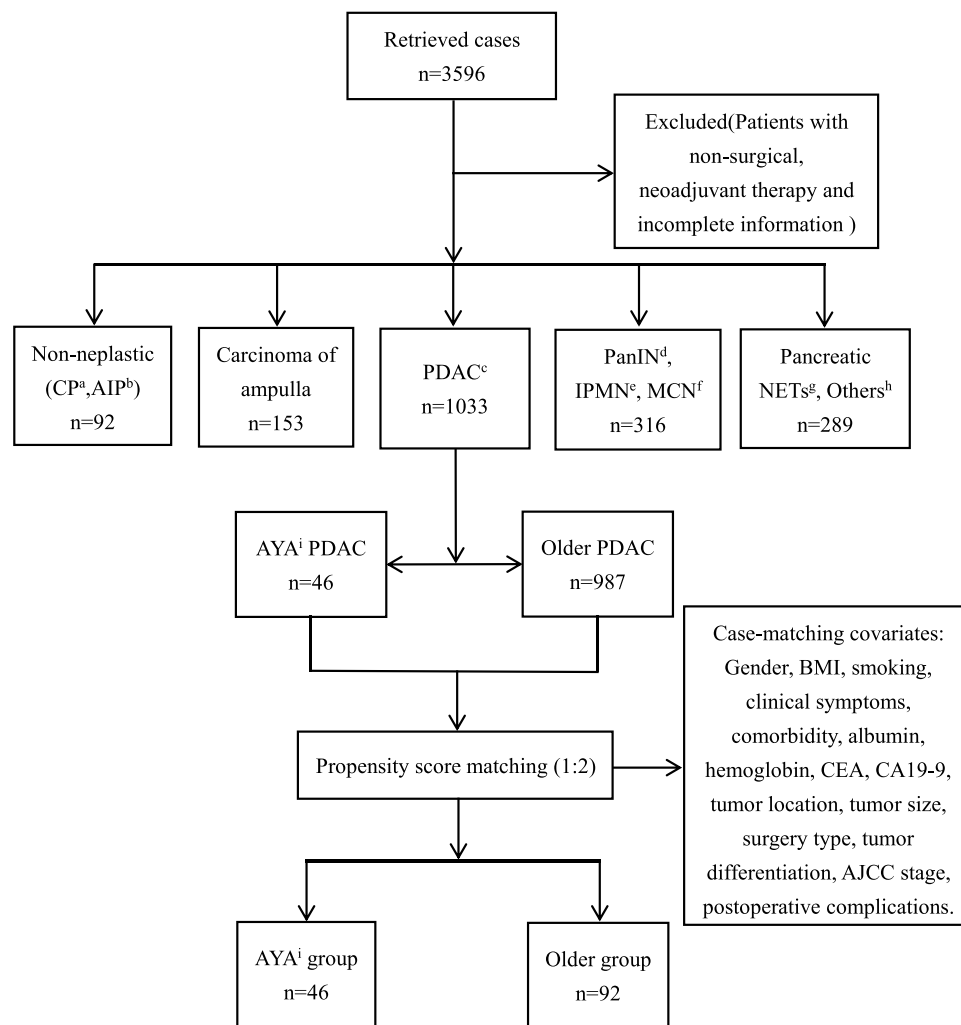 Retrieved cases
n=3596
Excluded(Patients with
non-surgical,
neoadjuvant therapy and
incomplete information )
Non-neplastic
(CPᵃ,AIPᵇ)
n=92
Carcinoma of
ampulla
n=153
PDACᶜ
n=1033
PanINᵈ,
IPMNᵉ, MCNᶠ
n=316
Pancreatic
NETsᵍ, Othersʰ
n=289
AYAⁱ PDAC
n=46
Older PDAC
n=987
Case-matching covariates:
Gender, BMI, smoking,
clinical symptoms,
comorbidity, albumin,
hemoglobin, CEA, CA19-9,
tumor location, tumor size,
surgery type, tumor
differentiation, AJCC stage,
postoperative complications.
Propensity score matching (1:2)
AYAⁱ group
n=46
Older group
n=92